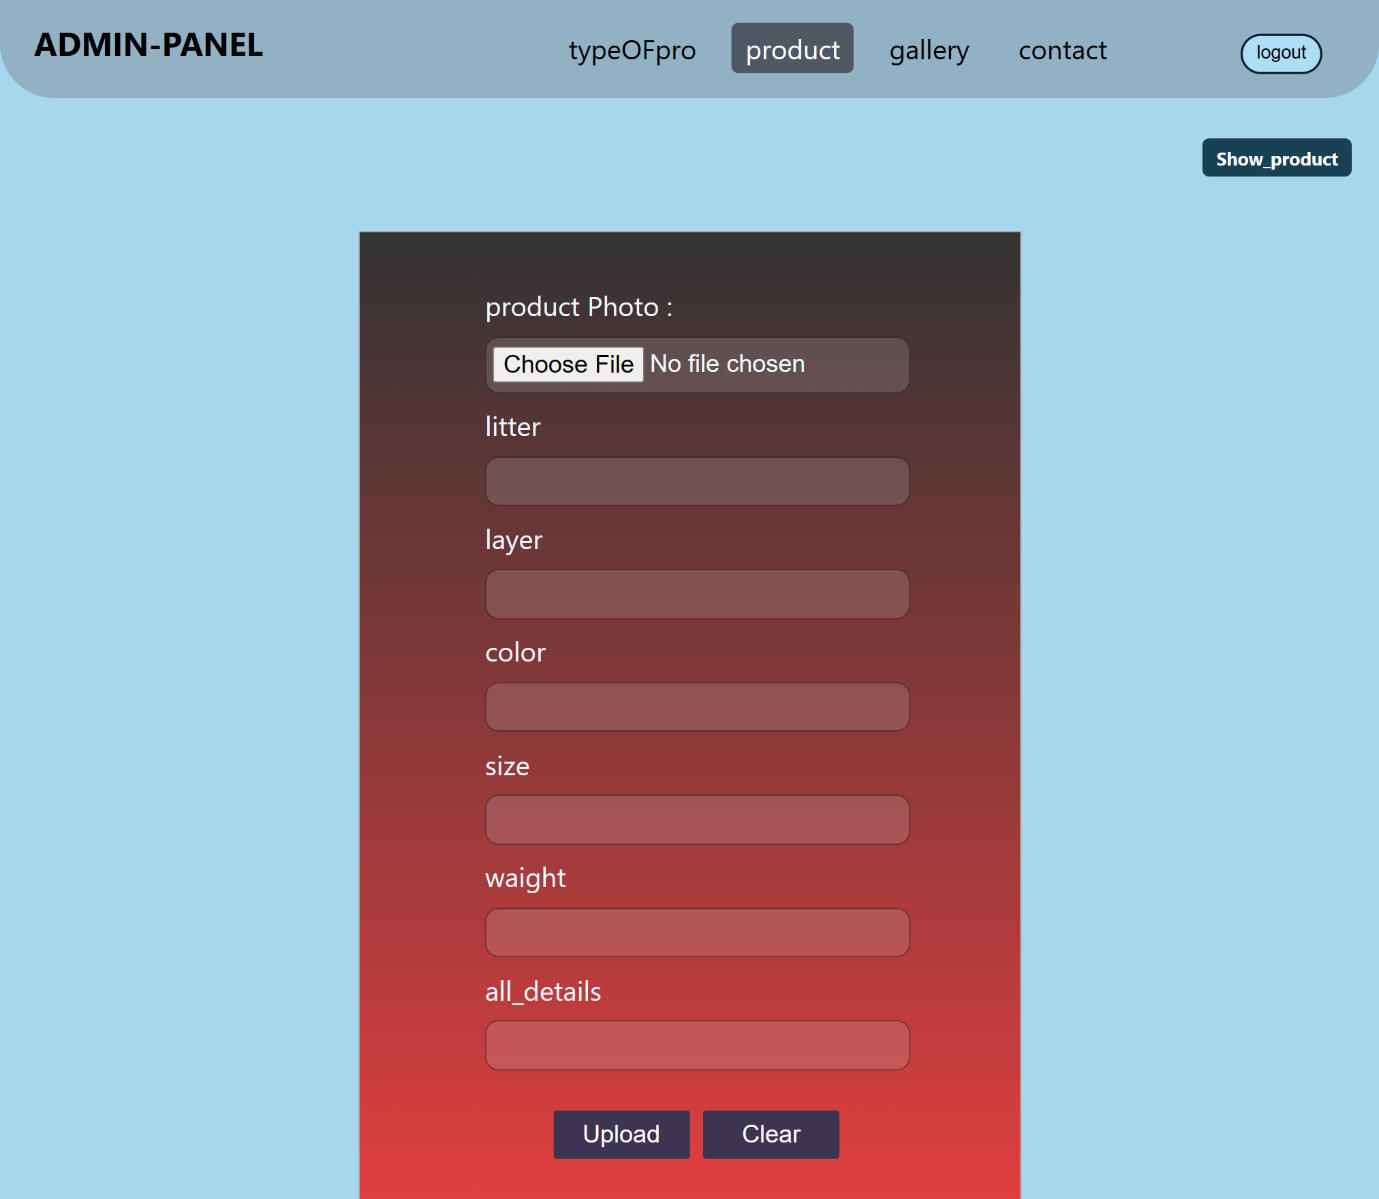 ADMIN-PANEL typeOFpro product gallery contact logout
Show_product
product Photo :
Choose File No file chosen
litter
layer
color
size
waight
all_details
Upload Clear